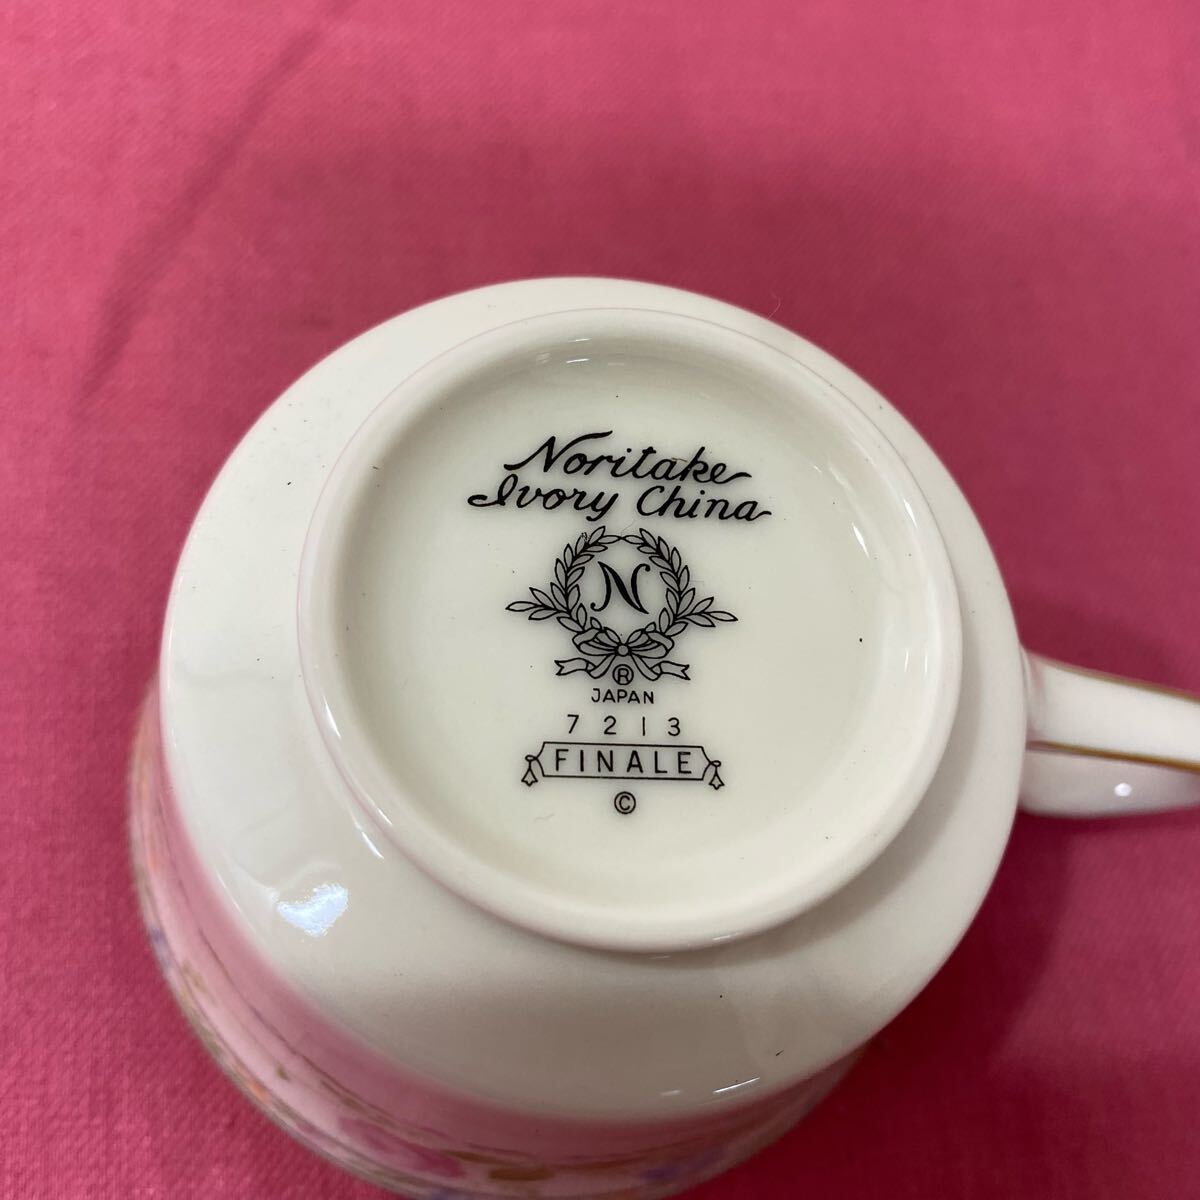 Noritake
Ivory China
N
®
JAPAN
7213
FINALE
©